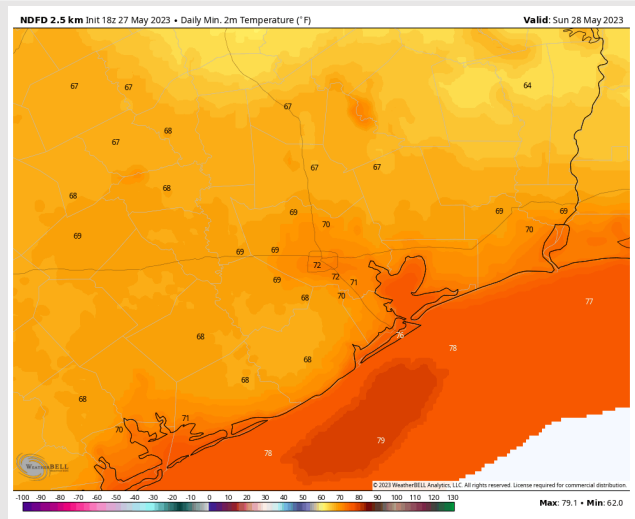 NDFD 2.5 km Init 18z 27 May 2023 • Daily Min. 2m Temperature (°F)
Valid: Sun 28 May 2023
64
67 67
67
68
67
67 67
68
68
69 69 69
69
70 70
69 69
72
69 72 71
68 70
77
68 76
78
68
68
68
71
70
79
78
WEATHERBELL
© 2023 WeatherBELL Analytics, LLC. All rights reserved. License required for commercial distribution.
-100 -90 -80 -70 -60 -50 -40 -30 -20 -10 0 10 20 30 40 50 60 70 80 90 100 110 120 130
Max: 79.1 • Min: 62.0